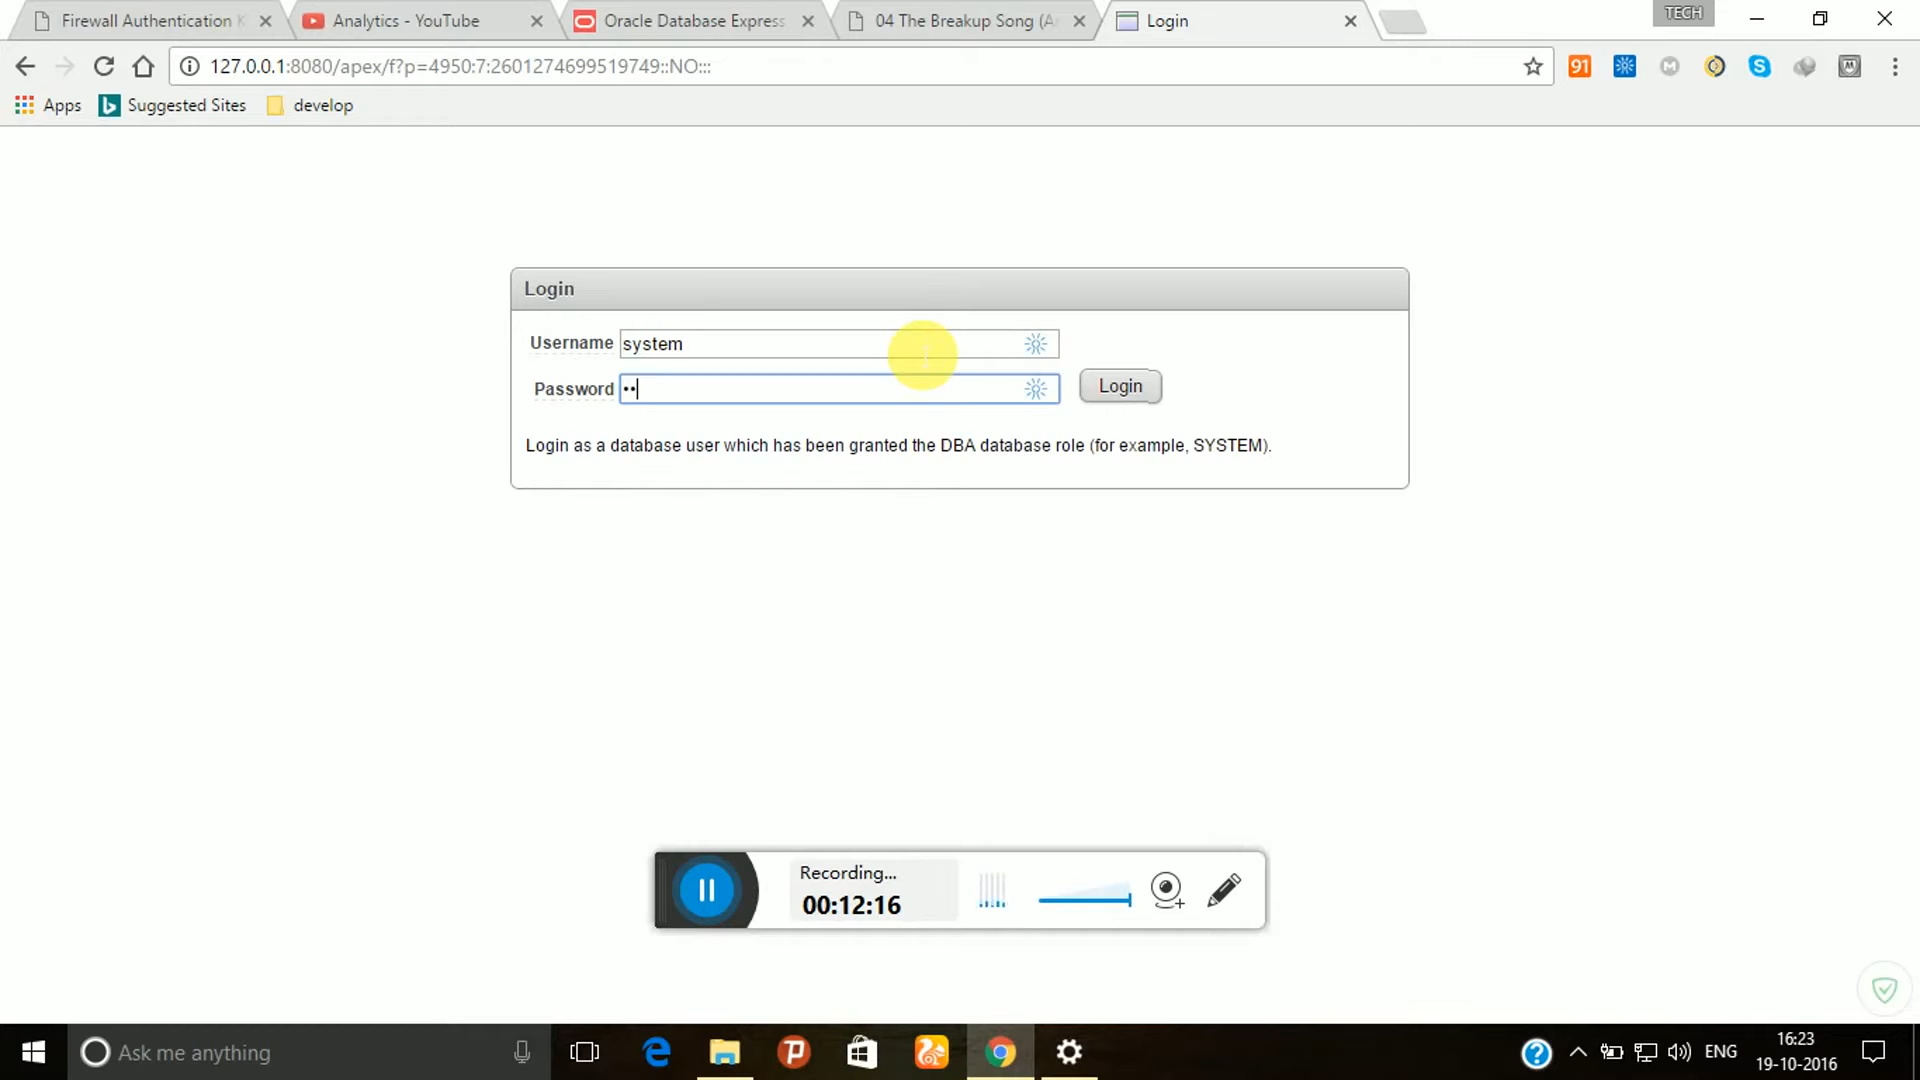 Firewall Authentication K
Analytics - YouTube
Oracle Database Express
04 The Breakup Song (A
Login
TECH
127.0.0.1:8080/apex/f?p=4950:7:2601274699519749::NO:::
91
Apps
Suggested Sites
develop
Login
Username system
Password ••
Login
Login as a database user which has been granted the DBA database role (for example, SYSTEM).
Recording...
00:12:16
Ask me anything
ENG
16:23
19-10-2016